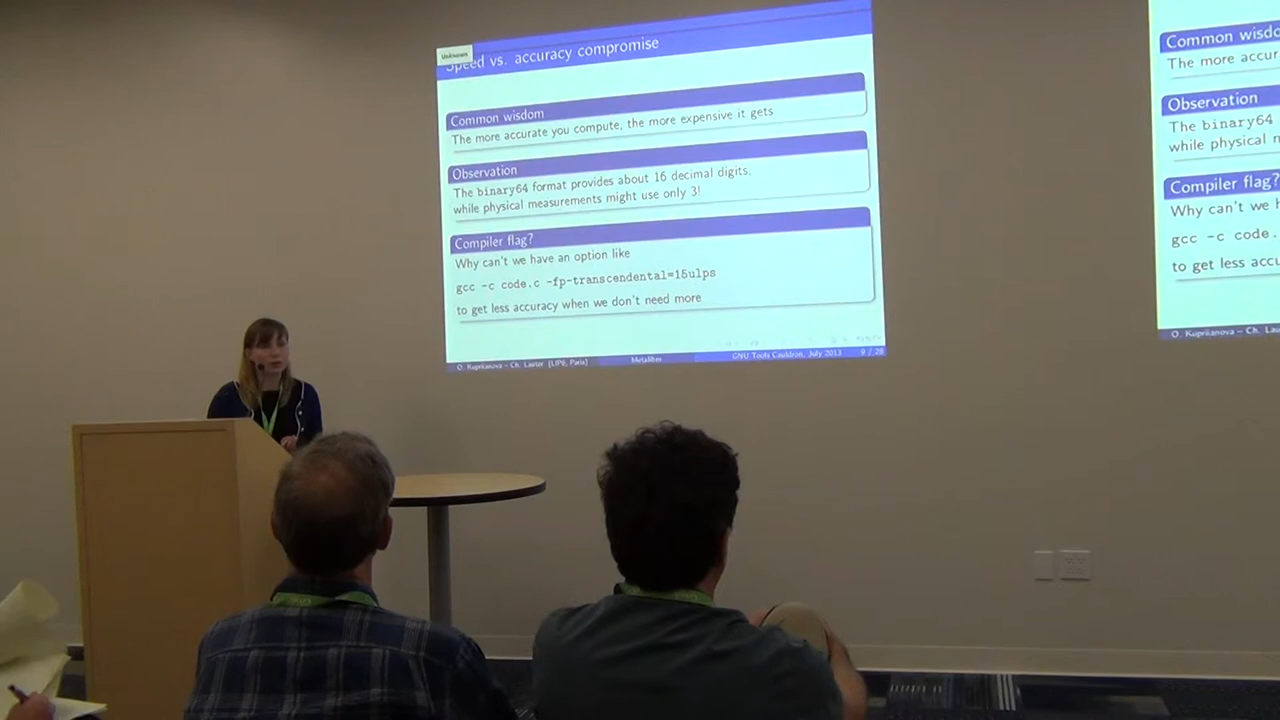 Unknown
Speed vs. accuracy compromise
Common wisdom
The more accurate you compute, the more expensive it gets
Observation
The binary64 format provides about 16 decimal digits,
while physical measurements might use only 3!
Compiler flag?
Why can't we have an option like
gcc -c code.c -fp-transcendental=15ulps
to get less accuracy when we don't need more
O. Kupriianova – Ch. Lauter (LIP6, Paris)
Metalibm
GNU Tools Cauldron, July 2013
9 / 28
Common wisdo
The more accur
Observation
The binary64
while physical m
Compiler flag?
Why can't we h
gcc -c code.
to get less accu
O. Kupriianova – Ch. Lau